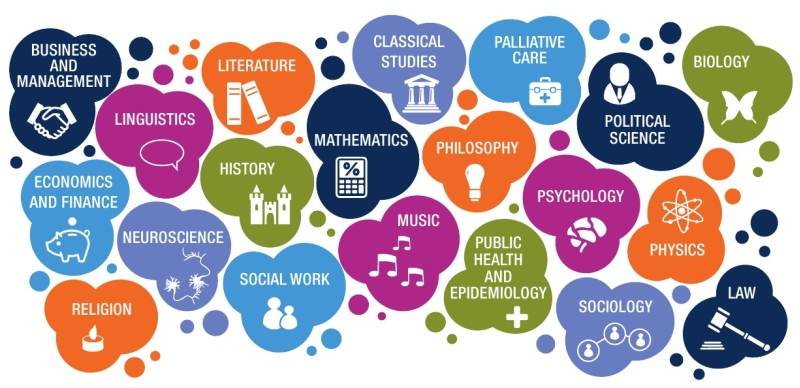 BUSINESS
AND
MANAGEMENT
LITERATURE
CLASSICAL
STUDIES
PALLIATIVE
CARE
BIOLOGY
LINGUISTICS
MATHEMATICS
%
PHILOSOPHY
POLITICAL
SCIENCE
ECONOMICS
AND FINANCE
HISTORY
PSYCHOLOGY
NEUROSCIENCE
MUSIC
PUBLIC
HEALTH
AND
EPIDEMIOLOGY
PHYSICS
RELIGION
SOCIAL WORK
SOCIOLOGY
LAW